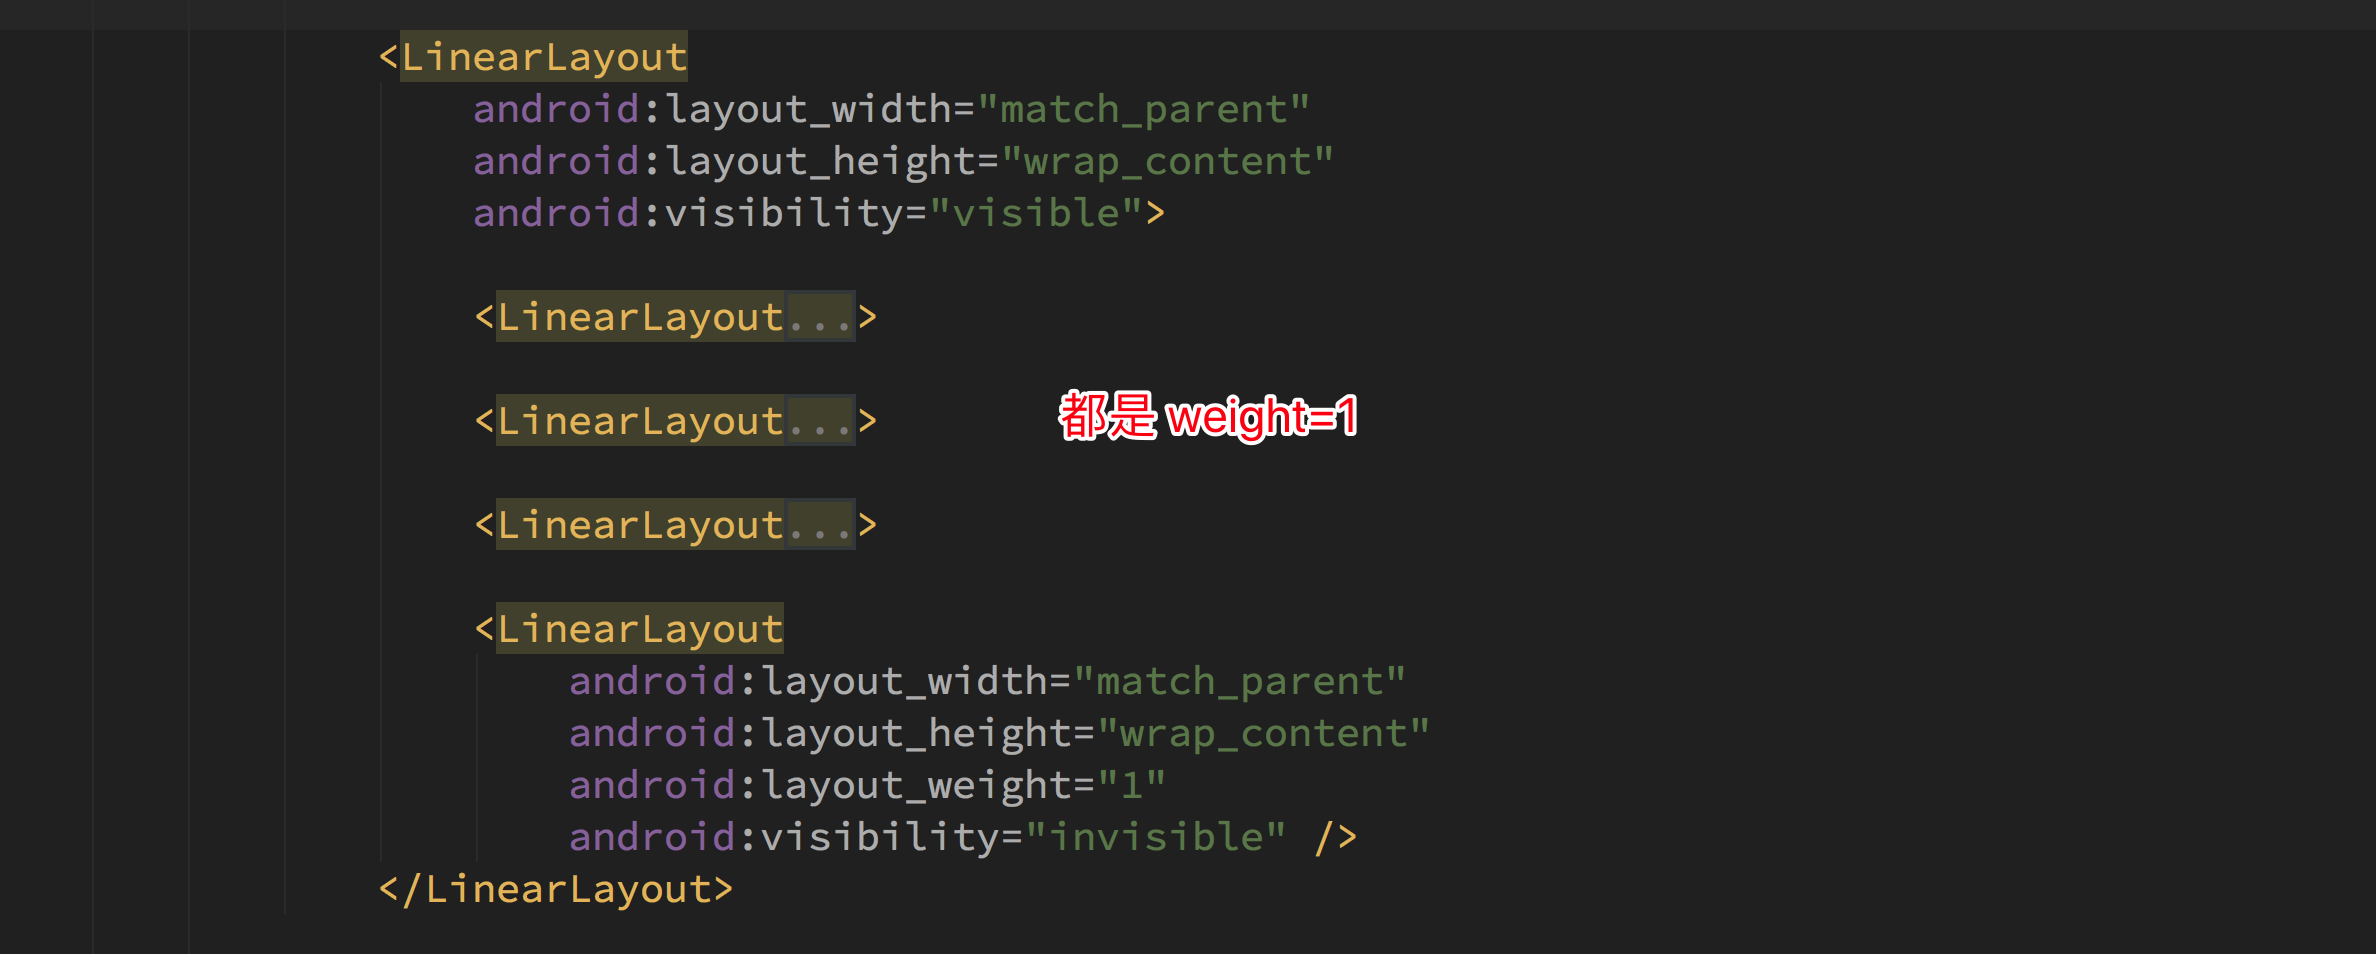 <LinearLayout
android:layout_width="match_parent"
android:layout_height="wrap_content"
android:visibility="visible">
<LinearLayout...>
<LinearLayout...>
都是 weight=1
<LinearLayout...>
<LinearLayout
android:layout_width="match_parent"
android:layout_height="wrap_content"
android:layout_weight="1"
android:visibility="invisible" />
</LinearLayout>